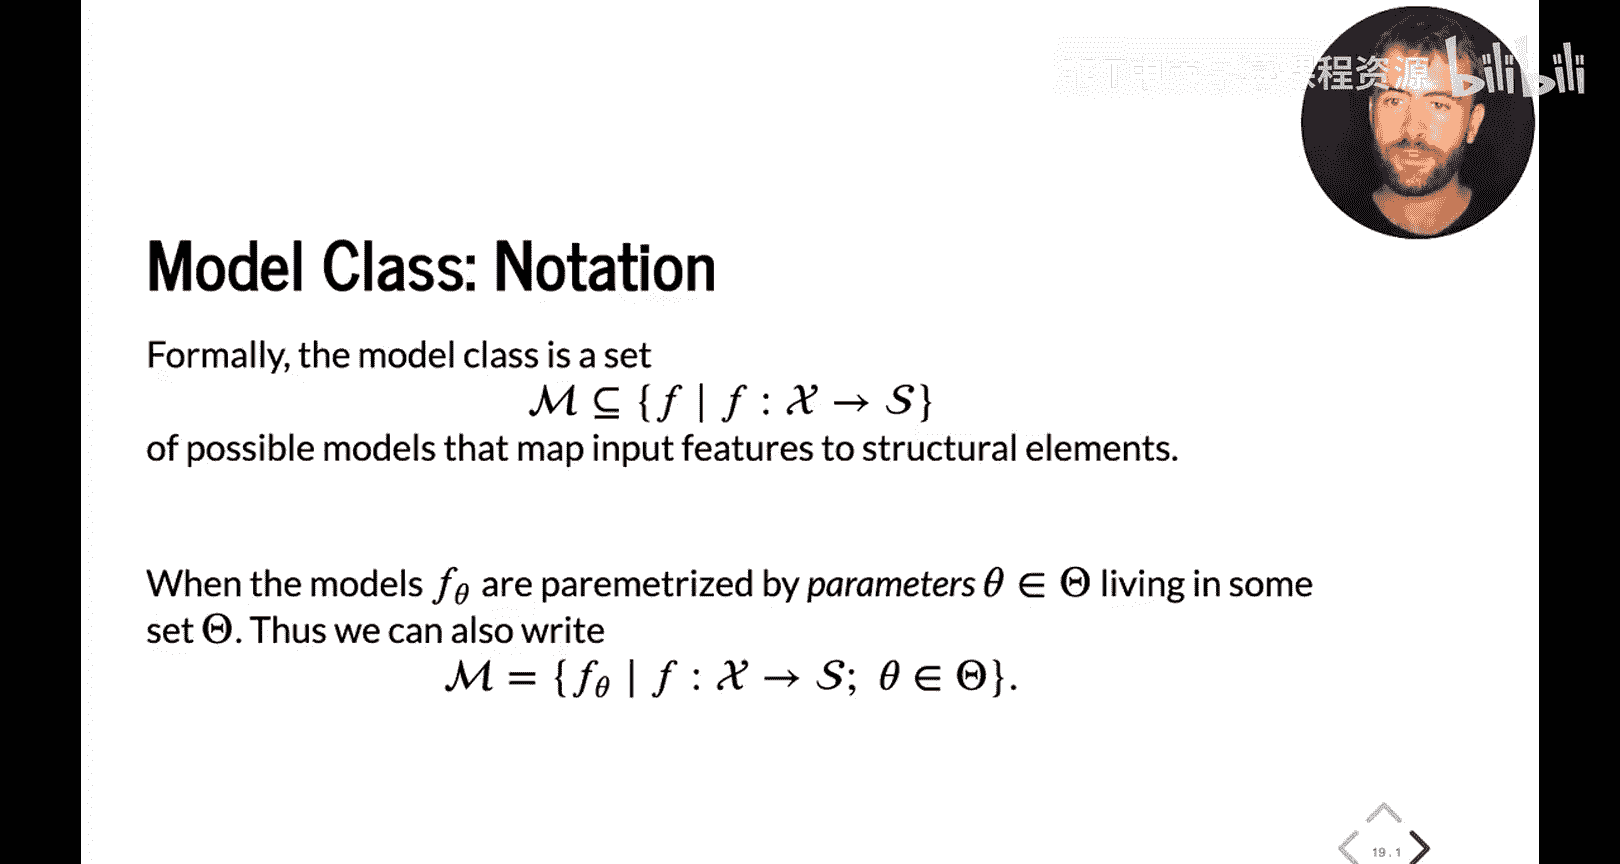 程资源
bilibili
Model Class: Notation
Formally, the model class is a set
ℳ ⊆ {f | f : 𝒳 → 𝒮}
of possible models that map input features to structural elements.
When the models f_θ are paremetrized by parameters θ ∈ Θ living in some
set Θ. Thus we can also write
ℳ = {f_θ | f : 𝒳 → 𝒮; θ ∈ Θ}.
19.1